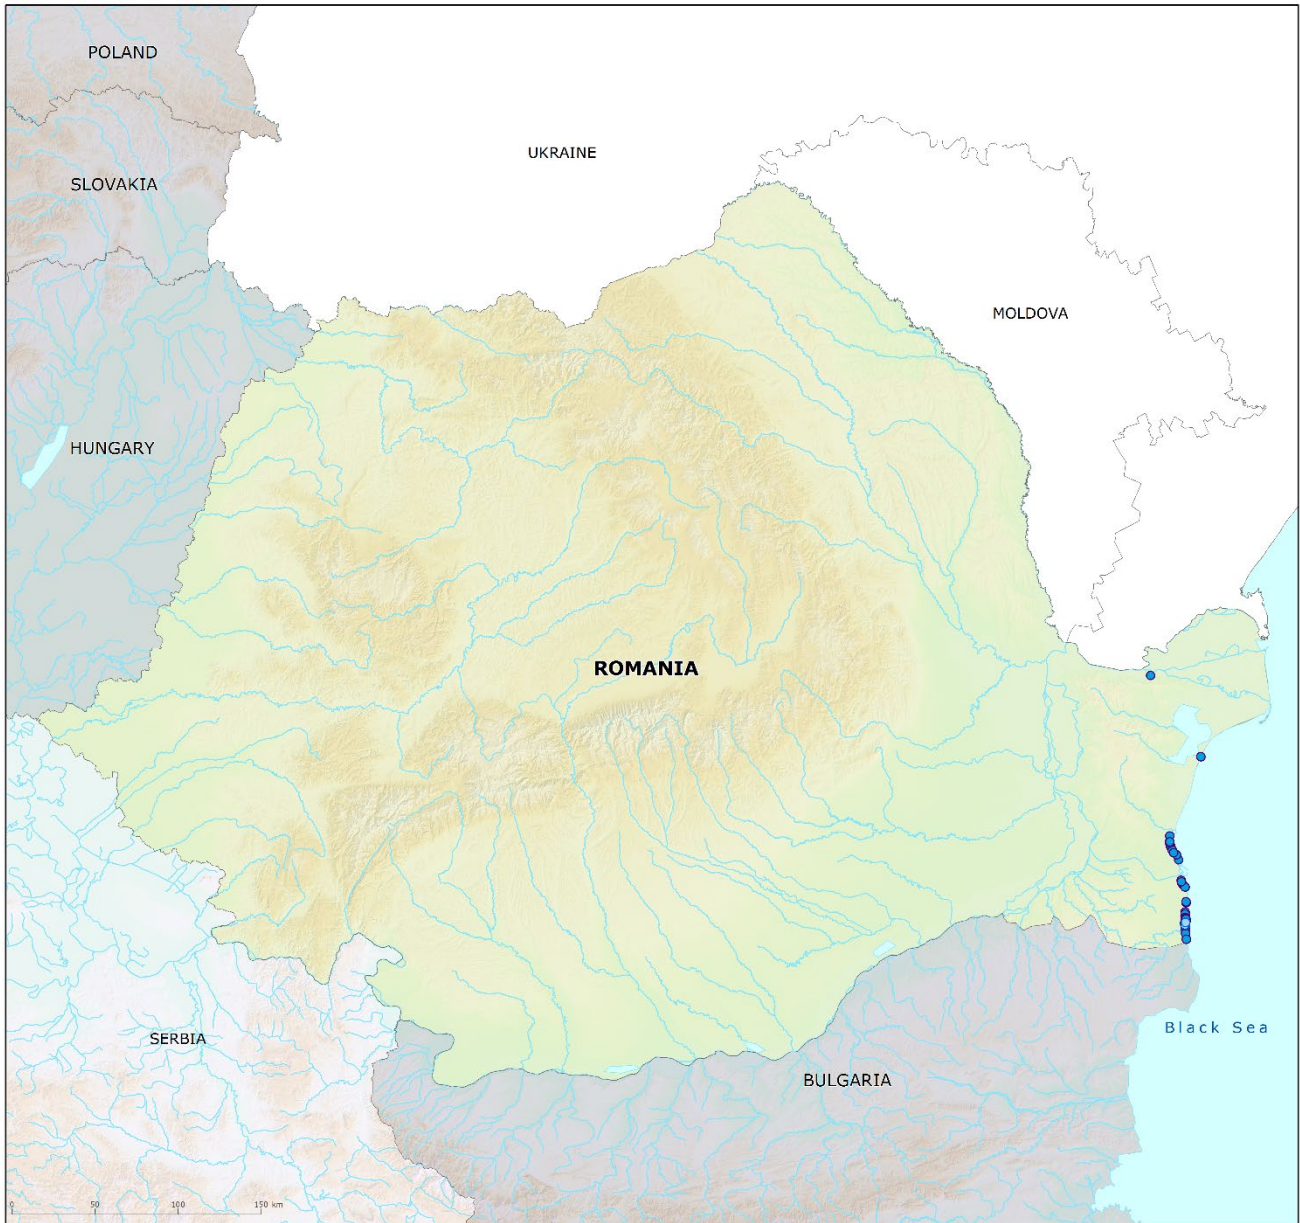 POLAND
UKRAINE
SLOVAKIA
MOLDOVA
HUNGARY
ROMANIA
Black Sea
SERBIA
BULGARIA
0 50 100 150 km